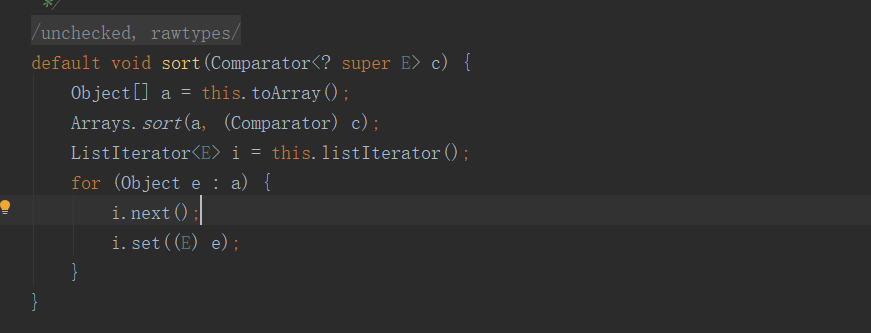 */
/unchecked, rawtypes/
default void sort(Comparator<? super E> c) {
Object[] a = this.toArray();
Arrays.sort(a, (Comparator) c);
ListIterator<E> i = this.listIterator();
for (Object e : a) {
i.next();
i.set((E) e);
}
}